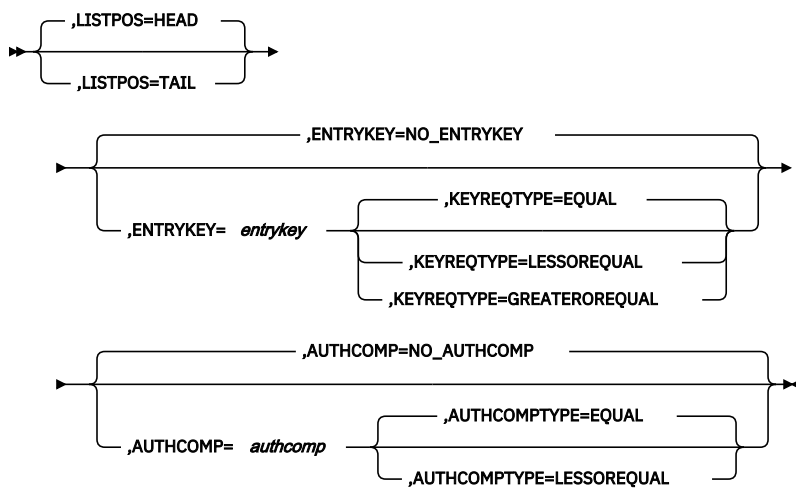 ,LISTPOS=HEAD
,LISTPOS=TAIL
,ENTRYKEY=NO_ENTRYKEY
,ENTRYKEY= entrykey
,KEYREQTYPE=EQUAL
,KEYREQTYPE=LESSOREQUAL
,KEYREQTYPE=GREATEROREQUAL
,AUTHCOMP=NO_AUTHCOMP
,AUTHCOMP= authcomp
,AUTHCOMPTYPE=EQUAL
,AUTHCOMPTYPE=LESSOREQUAL